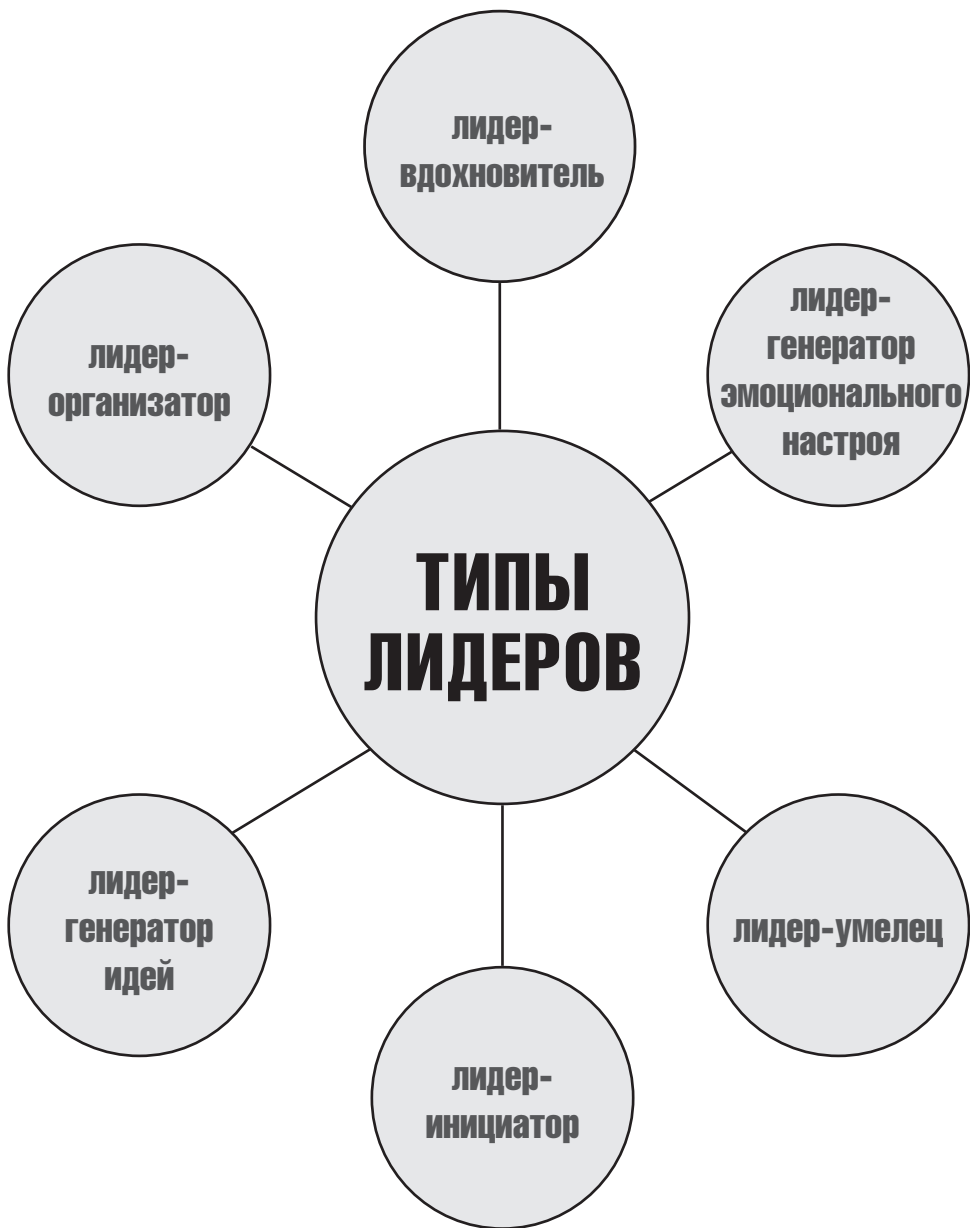 лидер-
вдохновитель
лидер-
организатор
лидер-
генератор
эмоционального
настроя
ТИПЫ
ЛИДЕРОВ
лидер-
генератор
идей
лидер-умелец
лидер-
инициатор